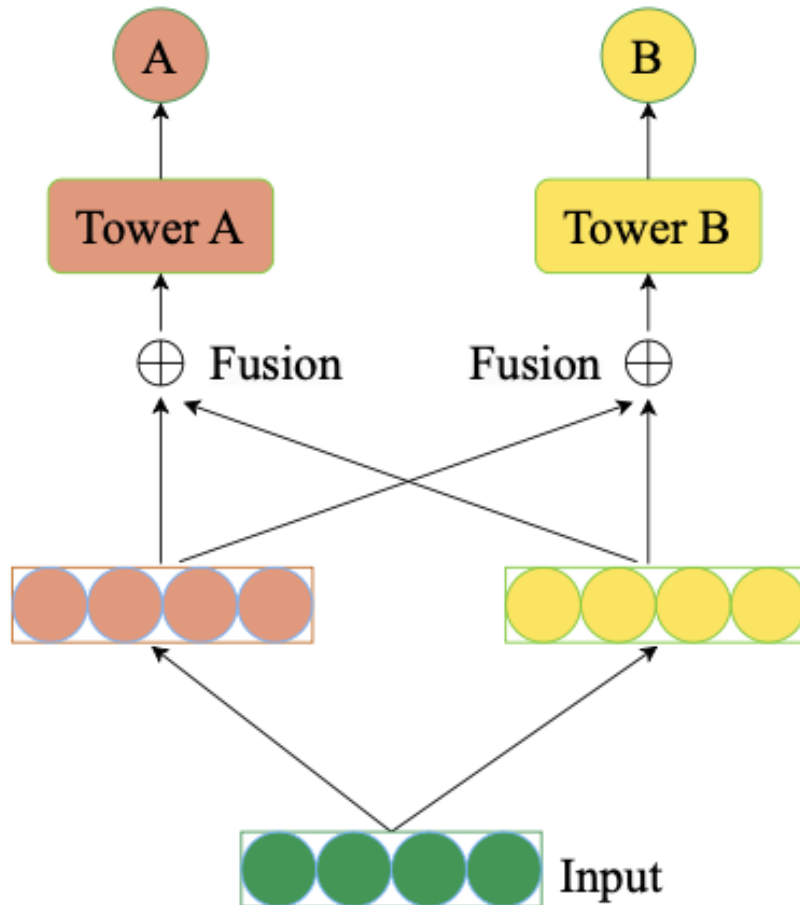 A
B
Tower A
Tower B
Fusion
Fusion
Input